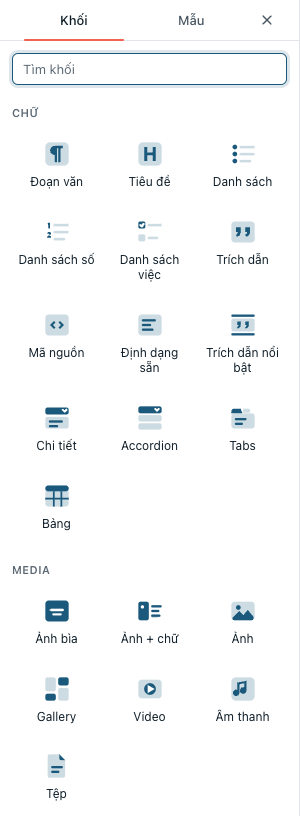 Khối Mẫu
Tìm khối
CHỮ
Đoạn văn Tiêu đề Danh sách
Danh sách số Danh sách việc Trích dẫn
Mã nguồn Định dạng sẵn Trích dẫn nổi bật
Chi tiết Accordion Tabs
Bảng
MEDIA
Ảnh bìa Ảnh + chữ Ảnh
Gallery Video Âm thanh
Tệp